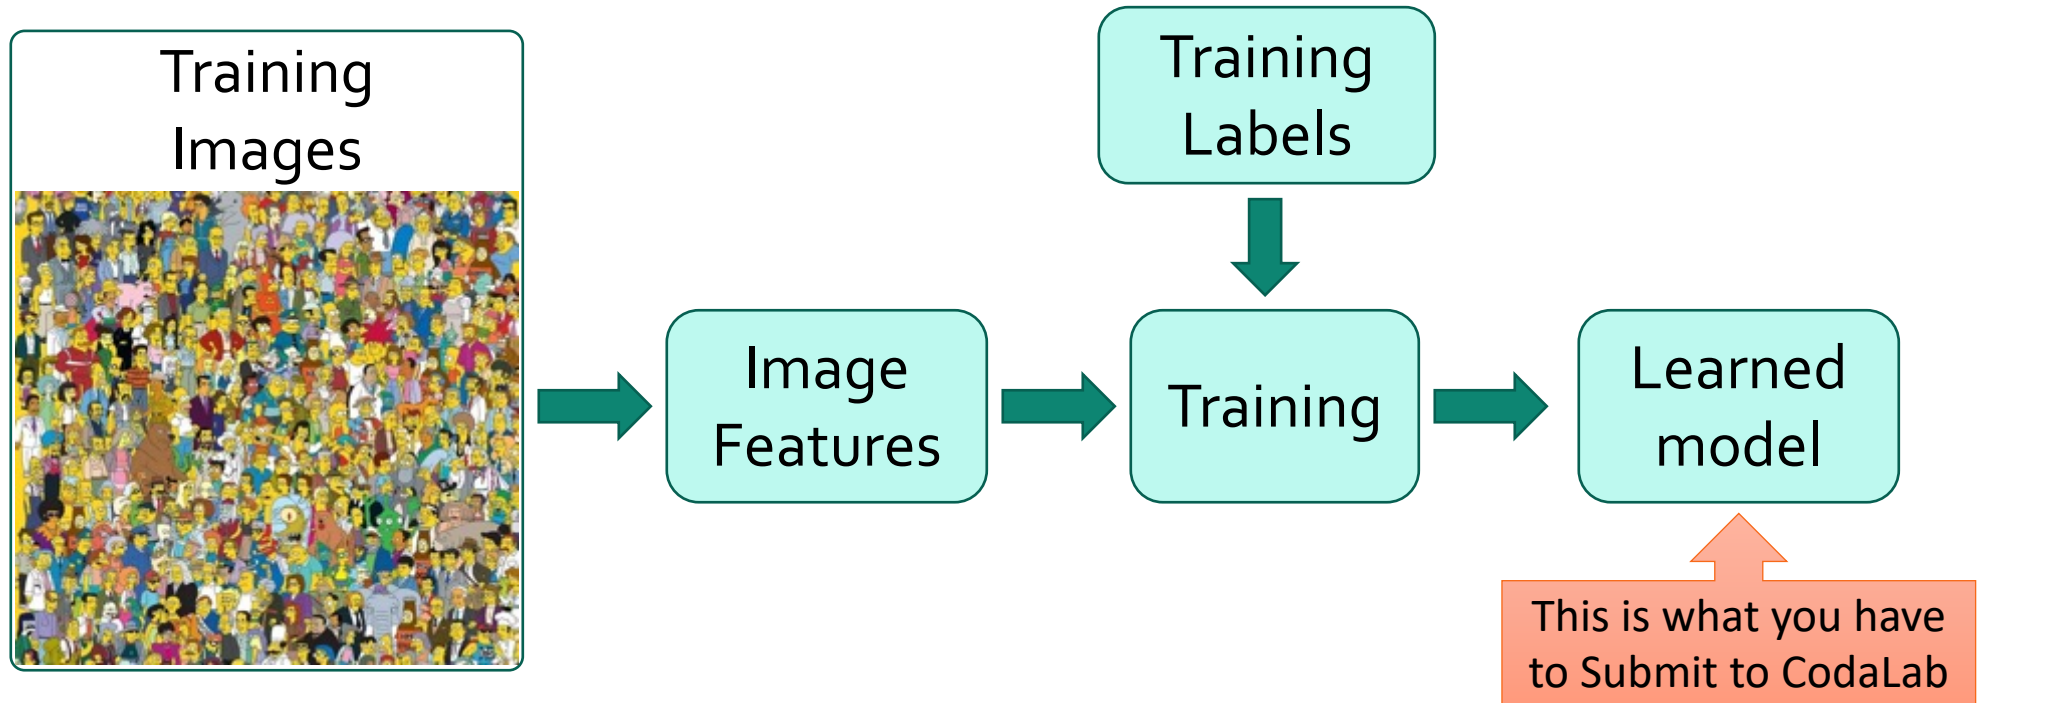 Training
Images
Training
Labels
Image
Features
Training
Learned
model
This is what you have
to Submit to CodaLab